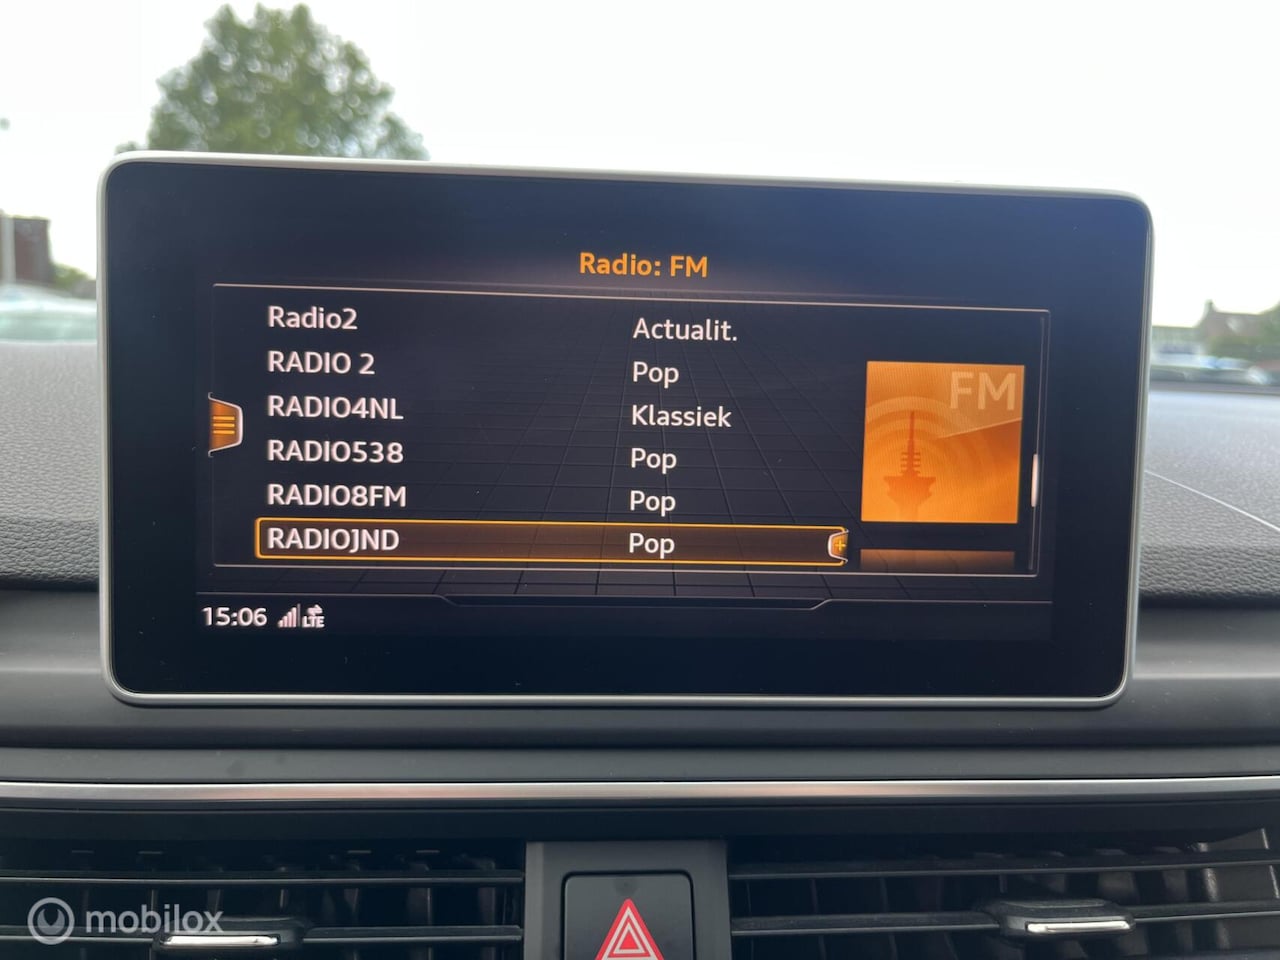 Radio: FM
Radio2 Actualit.
RADIO 2 Pop
RADIO4NL Klassiek
RADIO538 Pop
RADIO8FM Pop
RADIOJND Pop
FM
15:06 LTE
mobilox